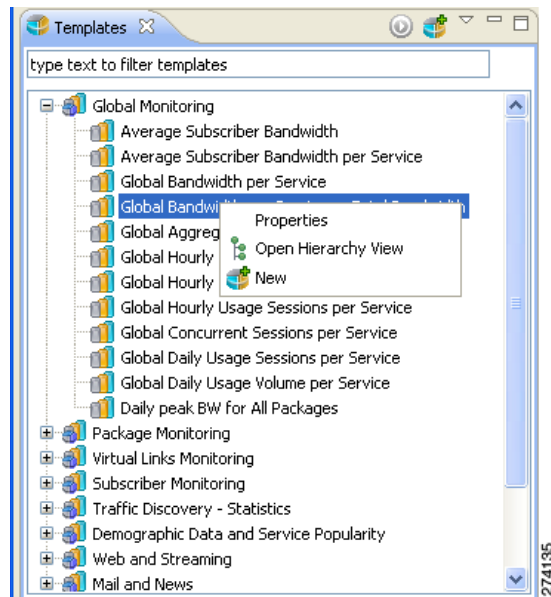 Templates
type text to filter templates
Global Monitoring
Average Subscriber Bandwidth
Average Subscriber Bandwidth per Service
Global Bandwidth per Service
Global
Properties
Global
Open Hierarchy View
Global Hourly
New
Global Hourly
Global Hourly Usage Sessions per Service
Global Concurrent Sessions per Service
Global Daily Usage Sessions per Service
Global Daily Usage Volume per Service
Daily peak BW for All Packages
Package Monitoring
Virtual Links Monitoring
Subscriber Monitoring
Traffic Discovery - Statistics
Demographic Data and Service Popularity
Web and Streaming
Mail and News
274135